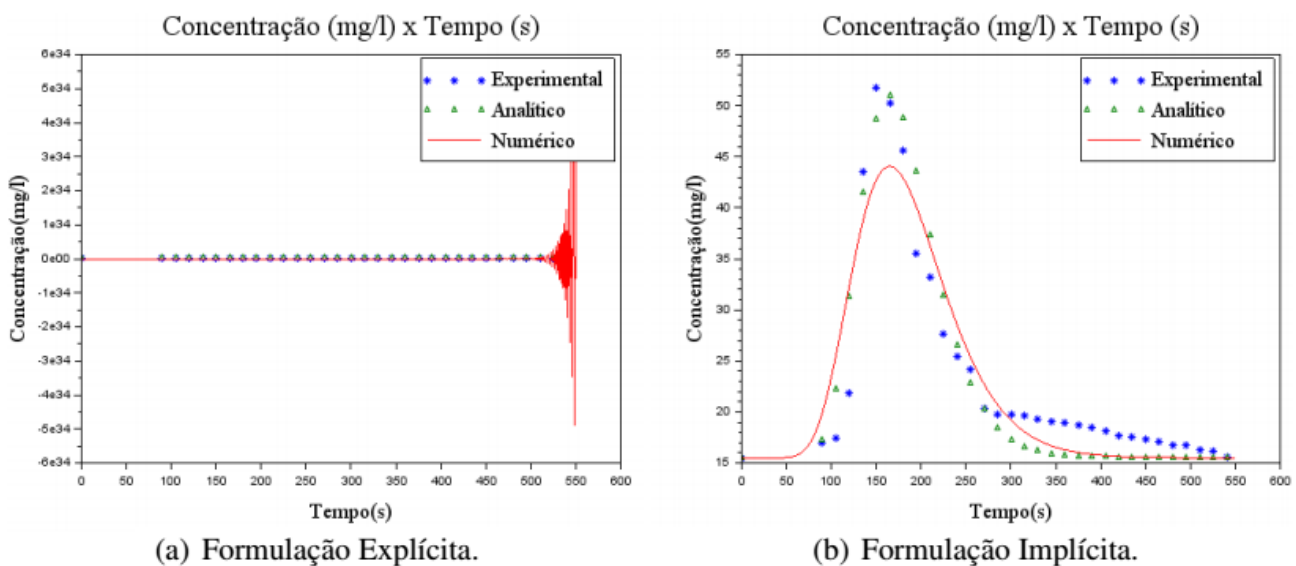 Concentração (mg/l) x Tempo (s)
6e34
5e34
4e34
3e34
2e34
1e34
0e00
-1e34
-2e34
-3e34
-4e34
-5e34
-6e34
Concentração(mg/l)
Experimental
Analítico
Numérico
0 50 100 150 200 250 300 350 400 450 500 550 600
Tempo(s)
(a) Formulação Explícita.
Concentração (mg/l) x Tempo (s)
55
50
45
40
35
30
25
20
15
Concentração(mg/l)
Experimental
Analítico
Numérico
0 50 100 150 200 250 300 350 400 450 500 550 600
Tempo(s)
(b) Formulação Implícita.